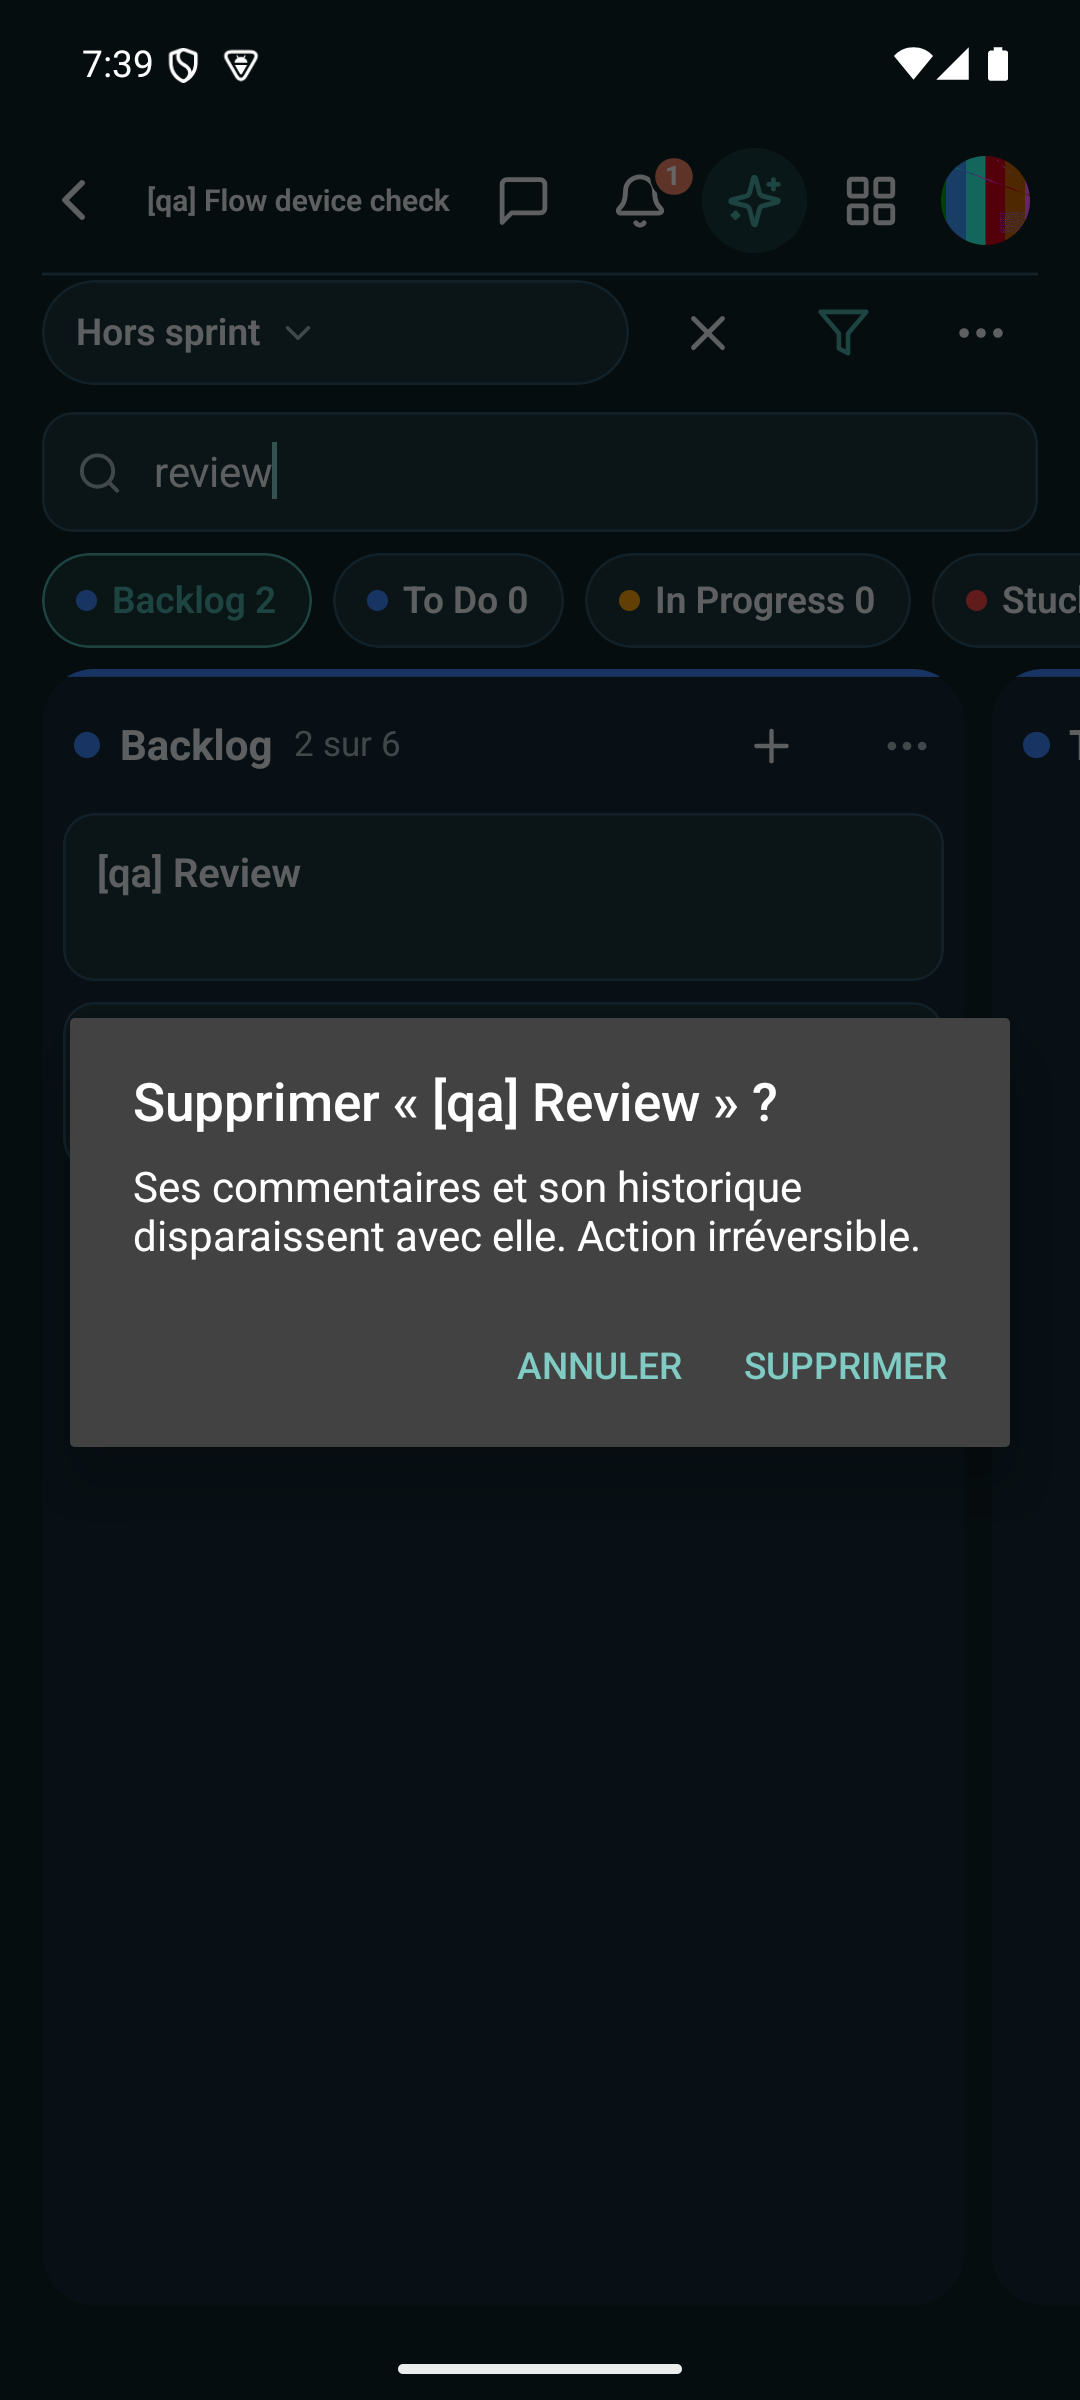 7:39
[qa] Flow device check
1
Hors sprint
review
Backlog 2
To Do 0
In Progress 0
Backlog 2 sur 6
[qa] Review
Supprimer « [qa] Review » ?
Ses commentaires et son historique
disparaissent avec elle. Action irréversible.
ANNULER
SUPPRIMER